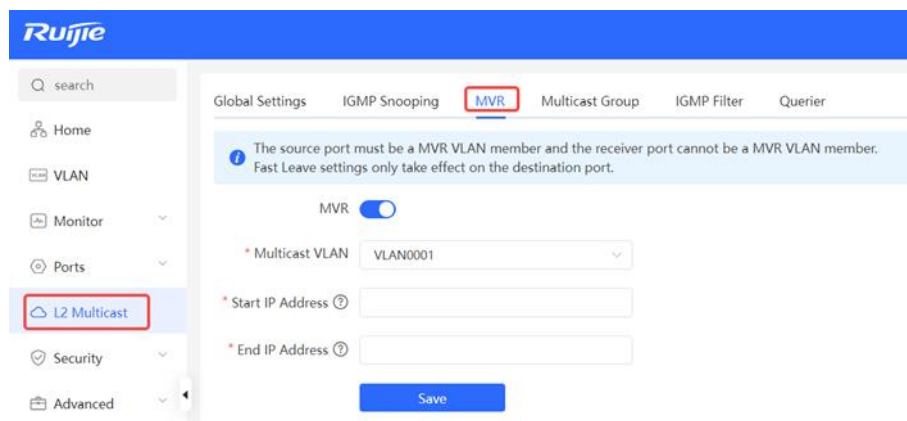 Ruijie
search
Home
VLAN
Monitor
Ports
L2 Multicast
Security
Advanced
Global Settings IGMP Snooping MVR Multicast Group IGMP Filter Querier
The source port must be a MVR VLAN member and the receiver port cannot be a MVR VLAN member.
Fast Leave settings only take effect on the destination port.
MVR
* Multicast VLAN VLAN0001
* Start IP Address ?
* End IP Address ?
Save